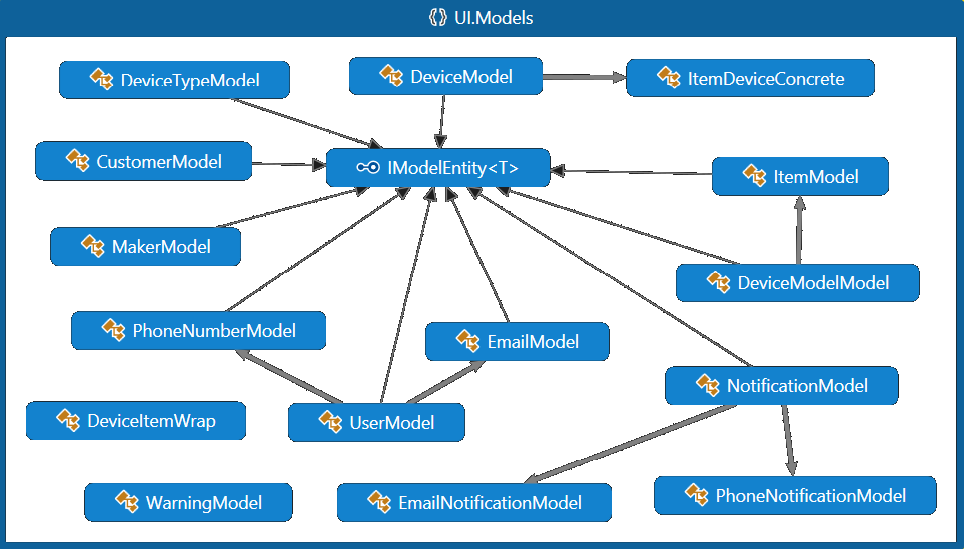 UI.Models
DeviceTypeModel
DeviceModel
ItemDeviceConcrete
CustomerModel
IModelEntity<T>
ItemModel
MakerModel
DeviceModelModel
PhoneNumberModel
EmailModel
NotificationModel
DeviceItemWrap
UserModel
WarningModel
EmailNotificationModel
PhoneNotificationModel